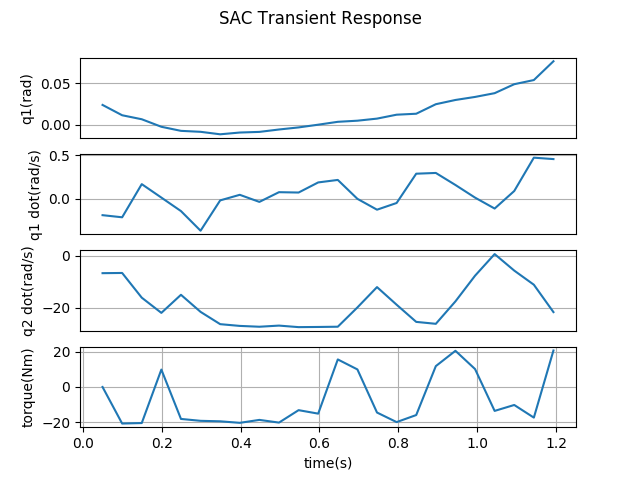 SAC Transient Response
q1(rad)
0.05
0.00
q1 dot(rad/s)
0.5
0.0
q2 dot(rad/s)
0
−20
torque(Nm)
20
0
−20
0.0 0.2 0.4 0.6 0.8 1.0 1.2
time(s)